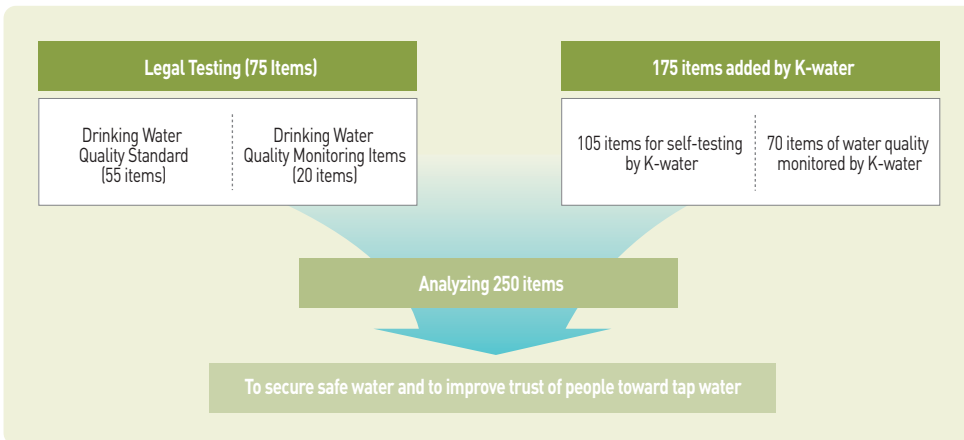 Legal Testing (75 Items)
Drinking Water
Quality Standard
(55 items)
Drinking Water
Quality Monitoring Items
(20 items)
175 items added by K-water
105 items for self-testing
by K-water
70 items of water quality
monitored by K-water
Analyzing 250 items
To secure safe water and to improve trust of people toward tap water